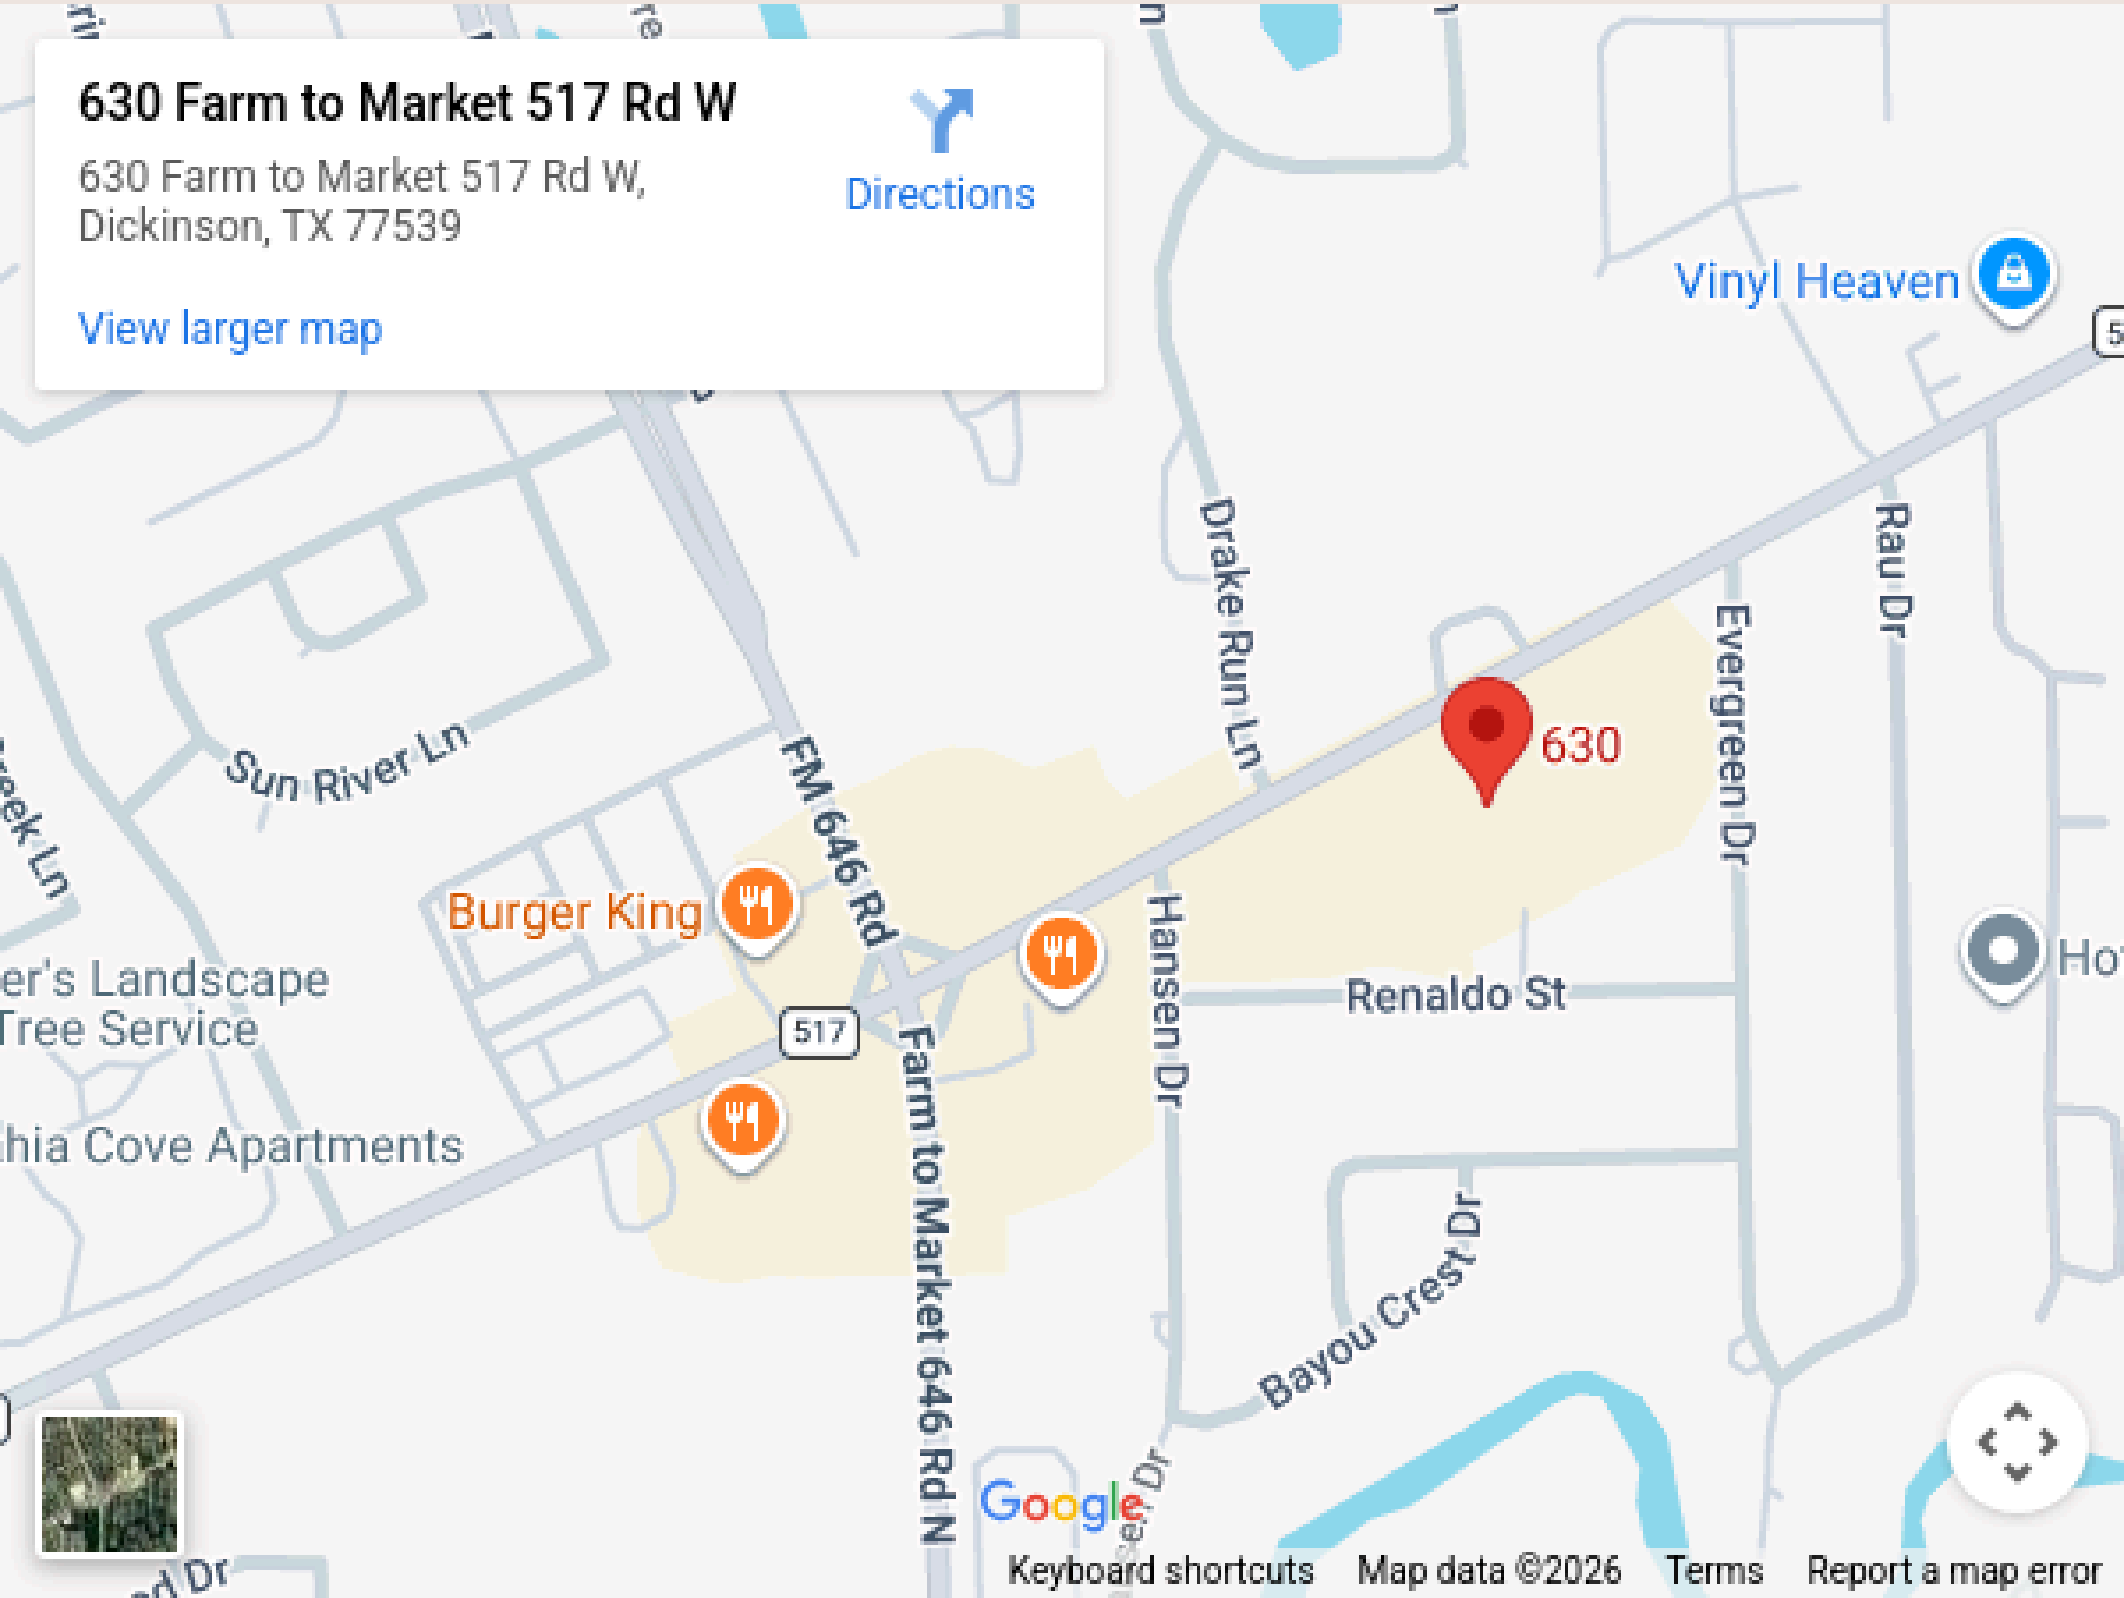 630 Farm to Market 517 Rd W
630 Farm to Market 517 Rd W,
Dickinson, TX 77539
Directions
View larger map
Vinyl Heaven
Drake Run Ln
Rau Dr
Evergreen Dr
630
Sun River Ln
FM 646 Rd
Burger King
Hansen Dr
Landscape
Tree Service
517
Renaldo St
Cove Apartments
Farm to Market 646 Rd N
Bayou Crest Dr
Google
Dr
Ln
Dr
Keyboard shortcuts
Map data ©2026
Terms
Report a map error